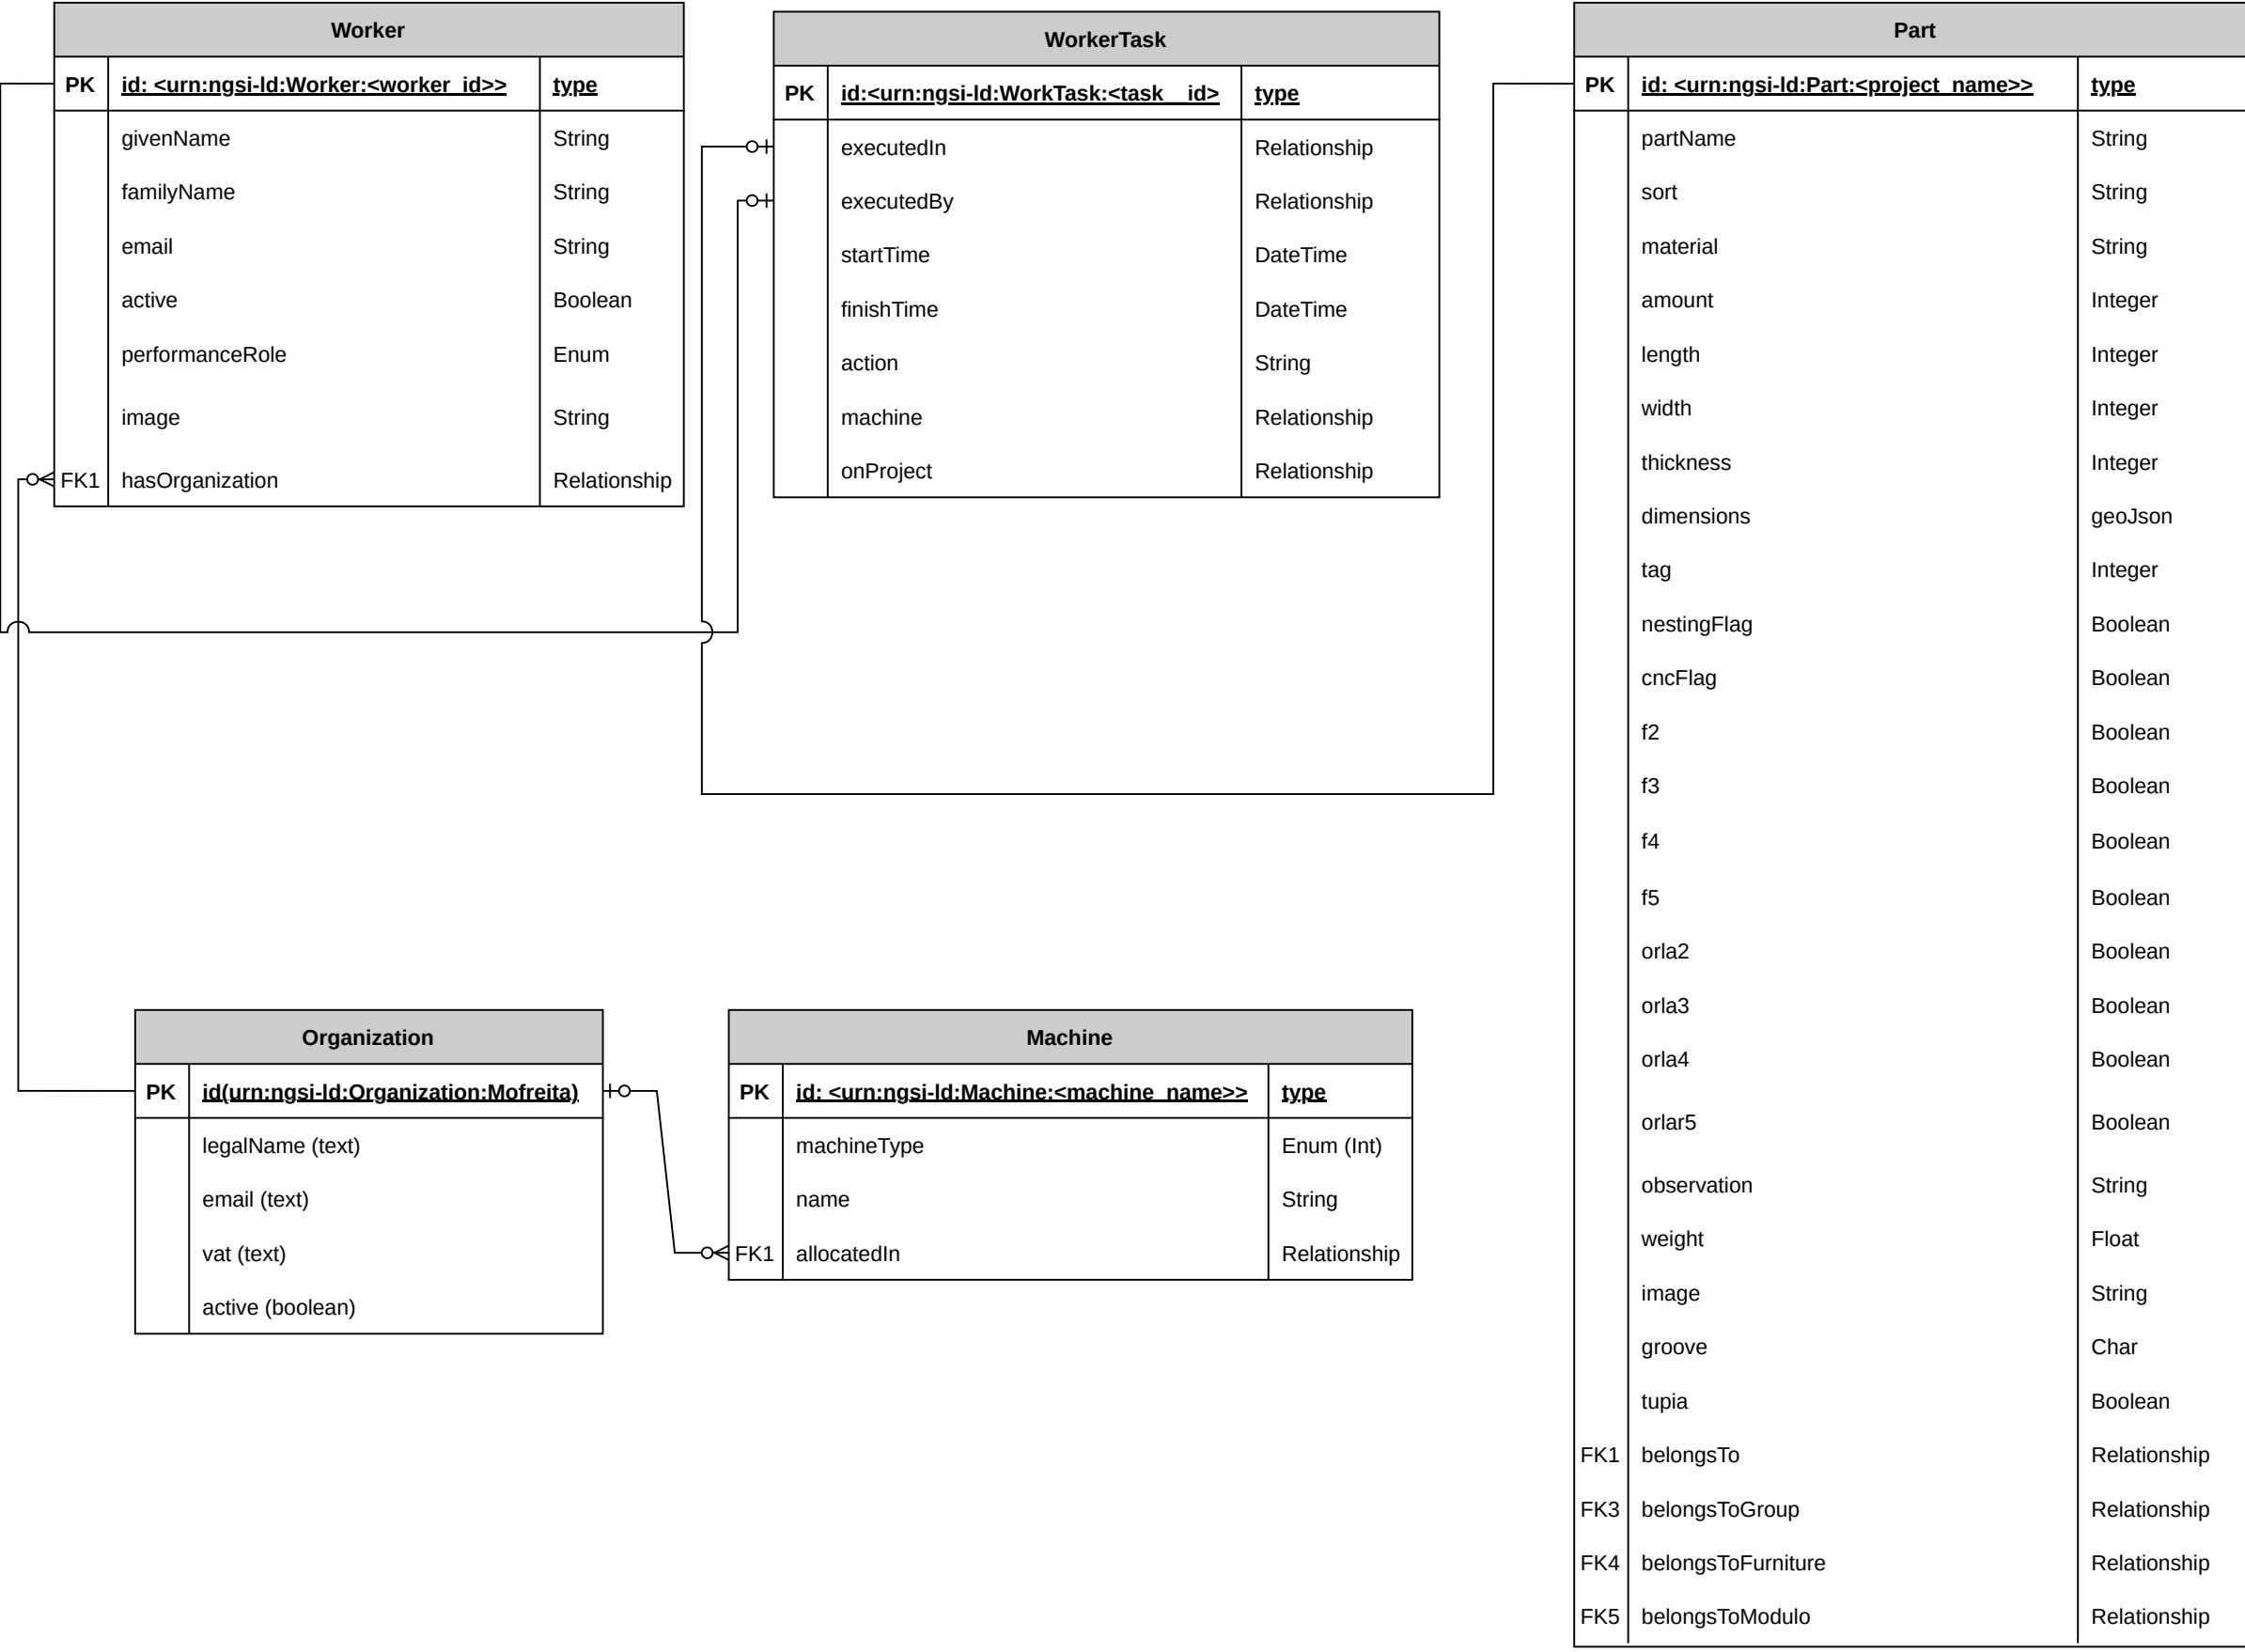 Worker
PK id: <urn:ngsi-ld:Worker:<worker_id>> type
givenName String
familyName String
email String
active Boolean
performanceRole Enum
image String
FK1 hasOrganization Relationship
WorkerTask
PK id:<urn:ngsi-ld:WorkTask:<task__id> type
executedIn Relationship
executedBy Relationship
startTime DateTime
finishTime DateTime
action String
machine Relationship
onProject Relationship
Part
PK id: <urn:ngsi-ld:Part:<project_name>> type
partName String
sort String
material String
amount Integer
length Integer
width Integer
thickness Integer
dimensions geoJson
tag Integer
nestingFlag Boolean
cncFlag Boolean
f2 Boolean
f3 Boolean
f4 Boolean
f5 Boolean
orla2 Boolean
orla3 Boolean
orla4 Boolean
orlar5 Boolean
observation String
weight Float
image String
groove Char
tupia Boolean
FK1 belongsTo Relationship
FK3 belongsToGroup Relationship
FK4 belongsToFurniture Relationship
FK5 belongsToModulo Relationship
Organization
PK id(urn:ngsi-ld:Organization:Mofreita)
legalName (text)
email (text)
vat (text)
active (boolean)
Machine
PK id: <urn:ngsi-ld:Machine:<machine_name>> type
machineType Enum (Int)
name String
FK1 allocatedIn Relationship